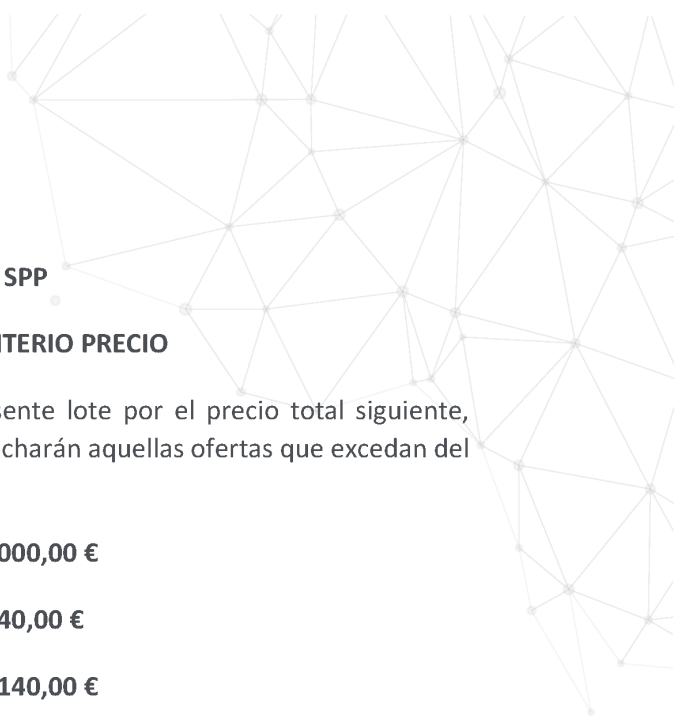 SPP
ITERIO PRECIO
sente lote por el precio total siguiente,
charán aquellas ofertas que excedan del
000,00 €
40,00 €
140,00 €